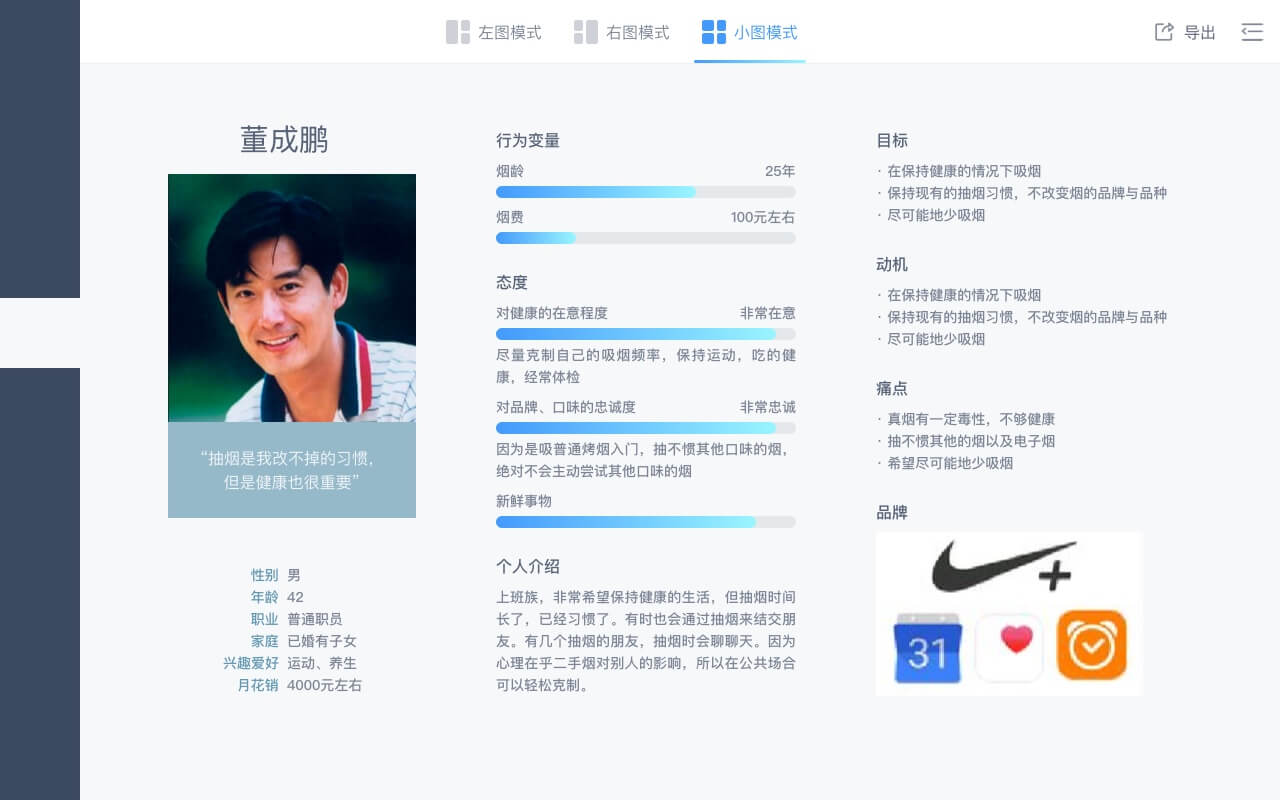 左图模式
右图模式
小图模式
导出
董成鹏
“抽烟是我改不掉的习惯，
但是健康也很重要”
性别 男
年龄 42
职业 普通职员
家庭 已婚有子女
兴趣爱好 运动、养生
月花销 4000元左右
行为变量
烟龄 25年
烟费 100元左右
态度
对健康的在意程度 非常在意
尽量克制自己的吸烟频率，保持运动，吃的健
康，经常体检
对品牌、口味的忠诚度 非常忠诚
因为是吸普通烤烟入门，抽不惯其他口味的烟，
绝对不会主动尝试其他口味的烟
新鲜事物
个人介绍
上班族，非常希望保持健康的生活，但抽烟时间
长了，已经习惯了。有时也会通过抽烟来结交朋
友。有几个抽烟的朋友，抽烟时会聊聊天。因为
心理在乎二手烟对别人的影响，所以在公共场合
可以轻松克制。
目标
· 在保持健康的情况下吸烟
· 保持现有的抽烟习惯，不改变烟的品牌与品种
· 尽可能地少吸烟
动机
· 在保持健康的情况下吸烟
· 保持现有的抽烟习惯，不改变烟的品牌与品种
· 尽可能地少吸烟
痛点
· 真烟有一定毒性，不够健康
· 抽不惯其他的烟以及电子烟
· 希望尽可能地少吸烟
品牌
31